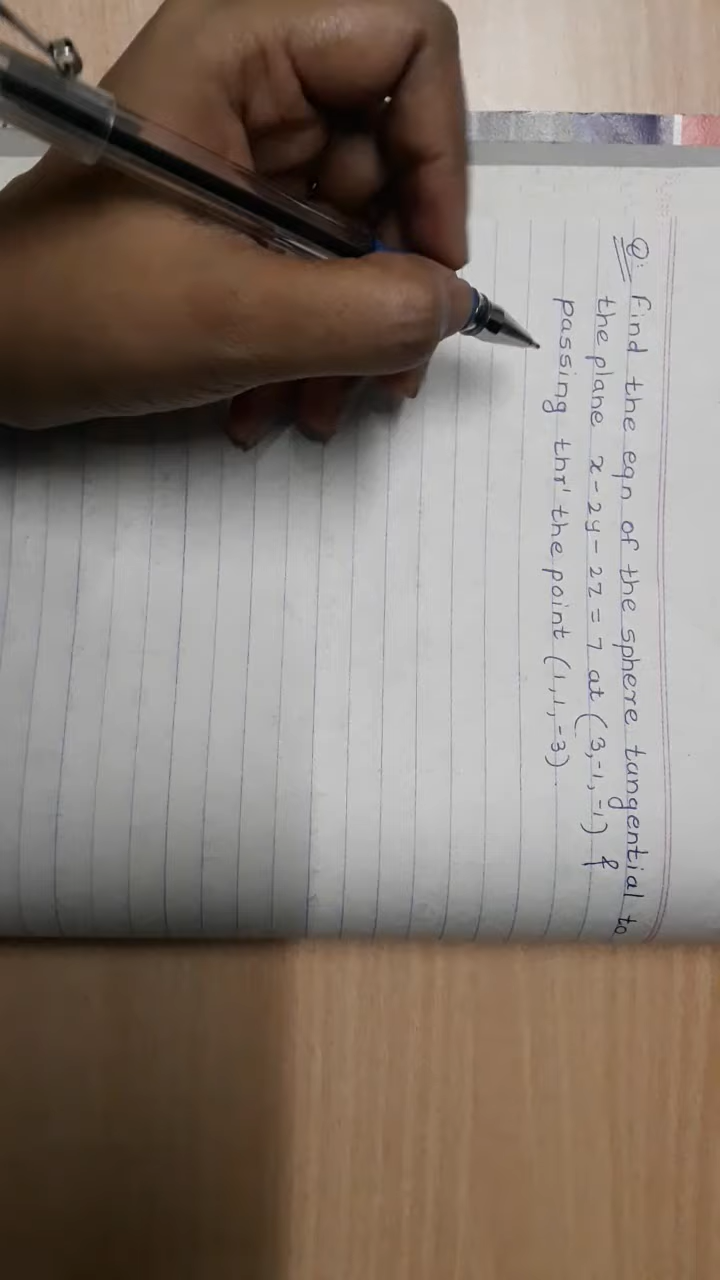 Q: Find the eqn of the sphere tangential to
the plane x-2y-2z=7 at (3,-1,-1) &
passing thr' the point (1,1,-3).